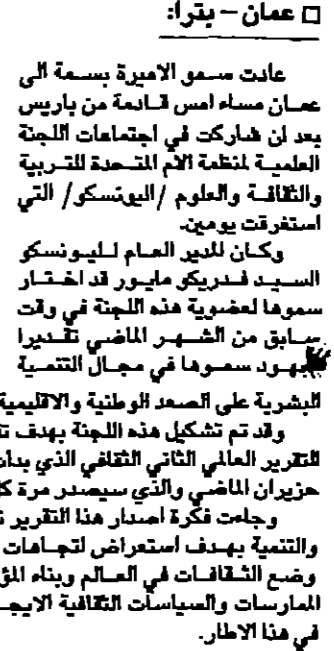 □ عمان – بترا:
عادت سمو الاميرة بسمة الى
عمان مساء امس قادمة من باريس
بعد ان شاركت في اجتماعات اللجنة
العلمية لمنظمة الامم المتحدة للتربية
والثقافة والعلوم /اليونسكو/ التي
استغرقت يومين.
وكان المدير العام لليونسكو
السيد فدريكو مايور قد اختار
سموها لعضوية هذه اللجنة في وقت
سابق من الشهر الماضي تقديرا
لجهود سموها في مجال التنمية
البشرية على الصعد الوطنية والاقليمية
وقد تم تشكيل هذه اللجنة بهدف
للتقرير العالمي الثاني الثقافي الذي
حزيران الماضي والذي سيصدر مرة
وجاءت فكرة اصدار هذا التقرير
والتنمية بهدف استعراض اتجاهات
وضع الثقافات في العالم وبناء
الممارسات والسياسات الثقافية
في هذا الاطار.